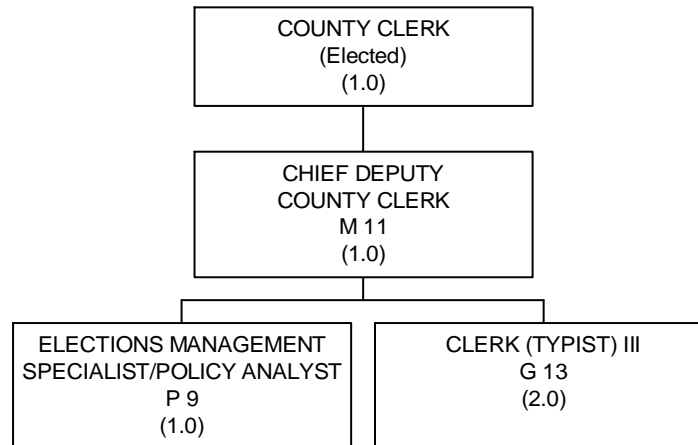 COUNTY CLERK
(Elected)
(1.0)
CHIEF DEPUTY
COUNTY CLERK
M 11
(1.0)
ELECTIONS MANAGEMENT
SPECIALIST/POLICY ANALYST
P 9
(1.0)
CLERK (TYPIST) III
G 13
(2.0)